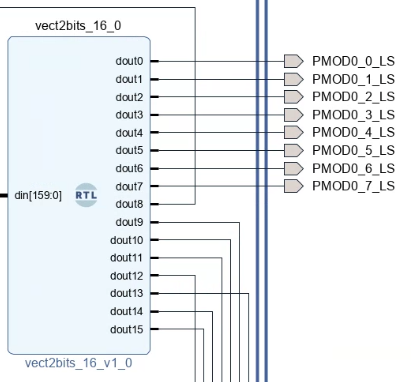 vect2bits_16_0
dout0
dout1
dout2
dout3
dout4
dout5
dout6
dout7
dout8
dout9
dout10
dout11
dout12
dout13
dout14
dout15
din[159:0]
RTL
vect2bits_16_v1_0
PMOD0_0_LS
PMOD0_1_LS
PMOD0_2_LS
PMOD0_3_LS
PMOD0_4_LS
PMOD0_5_LS
PMOD0_6_LS
PMOD0_7_LS